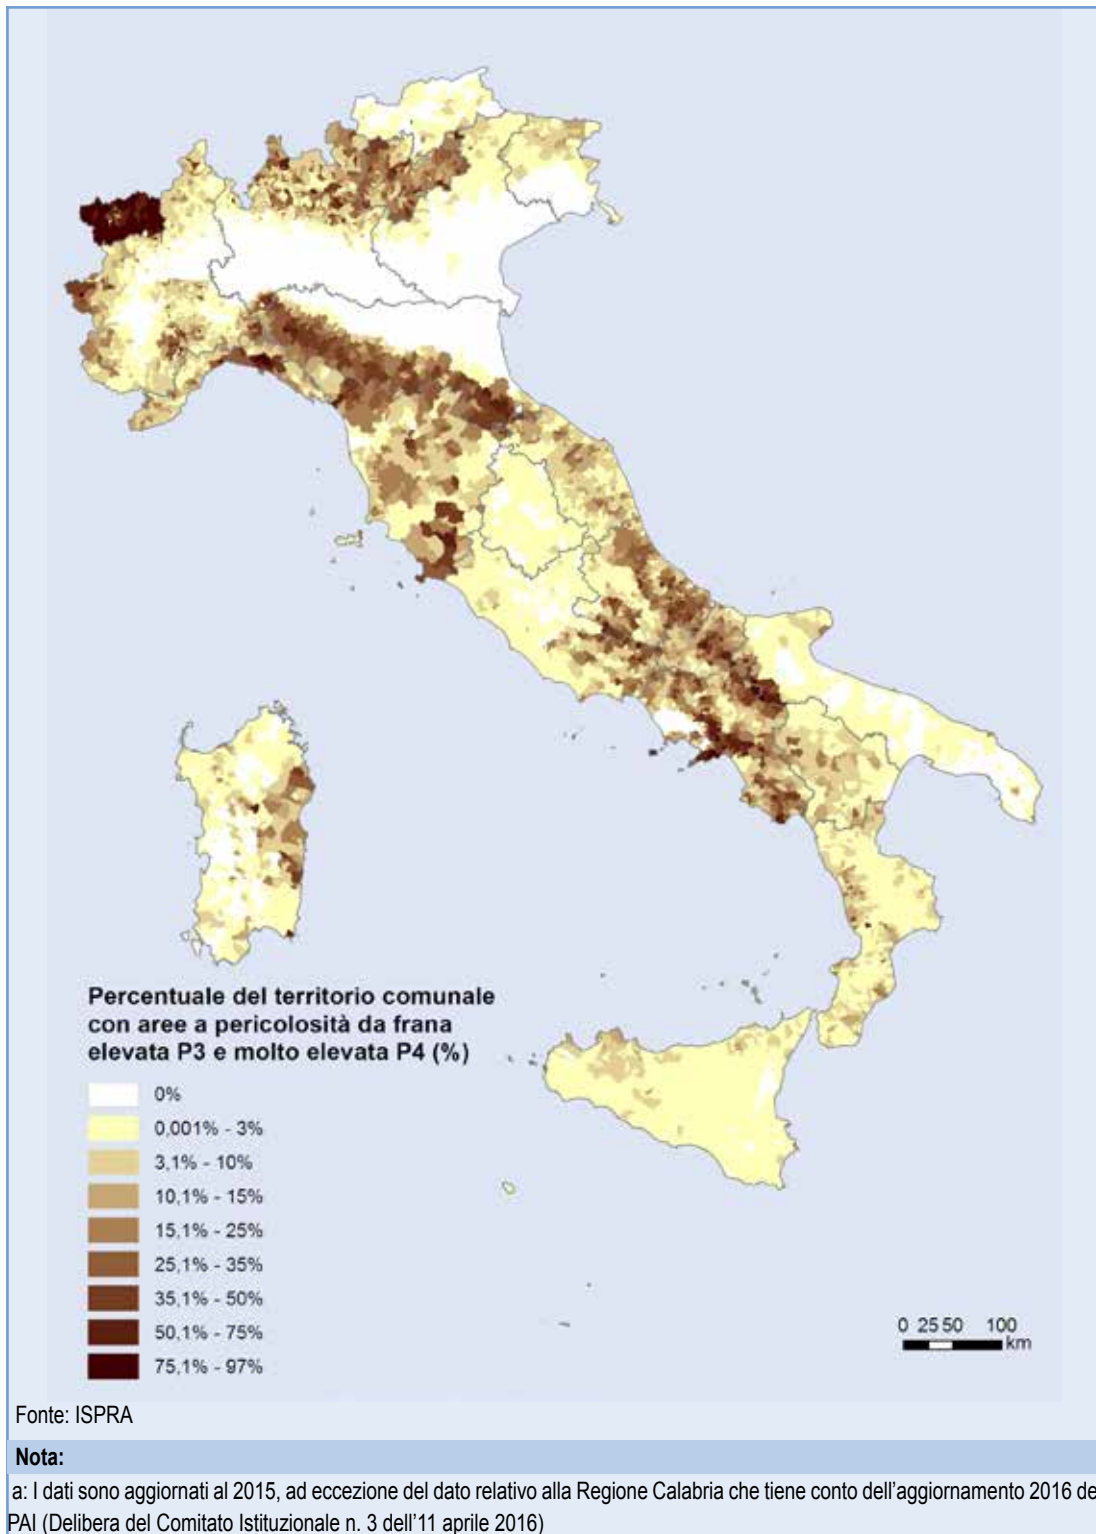 Percentuale del territorio comunale
con aree a pericolosità da frana
elevata P3 e molto elevata P4 (%)
0%
0,001% - 3%
3,1% - 10%
10,1% - 15%
15,1% - 25%
25,1% - 35%
35,1% - 50%
50,1% - 75%
75,1% - 97%
0 25 50 100
km
Fonte: ISPRA
Nota:
a: I dati sono aggiornati al 2015, ad eccezione del dato relativo alla Regione Calabria che tiene conto dell'aggiornamento 2016 de
PAI (Delibera del Comitato Istituzionale n. 3 dell'11 aprile 2016)